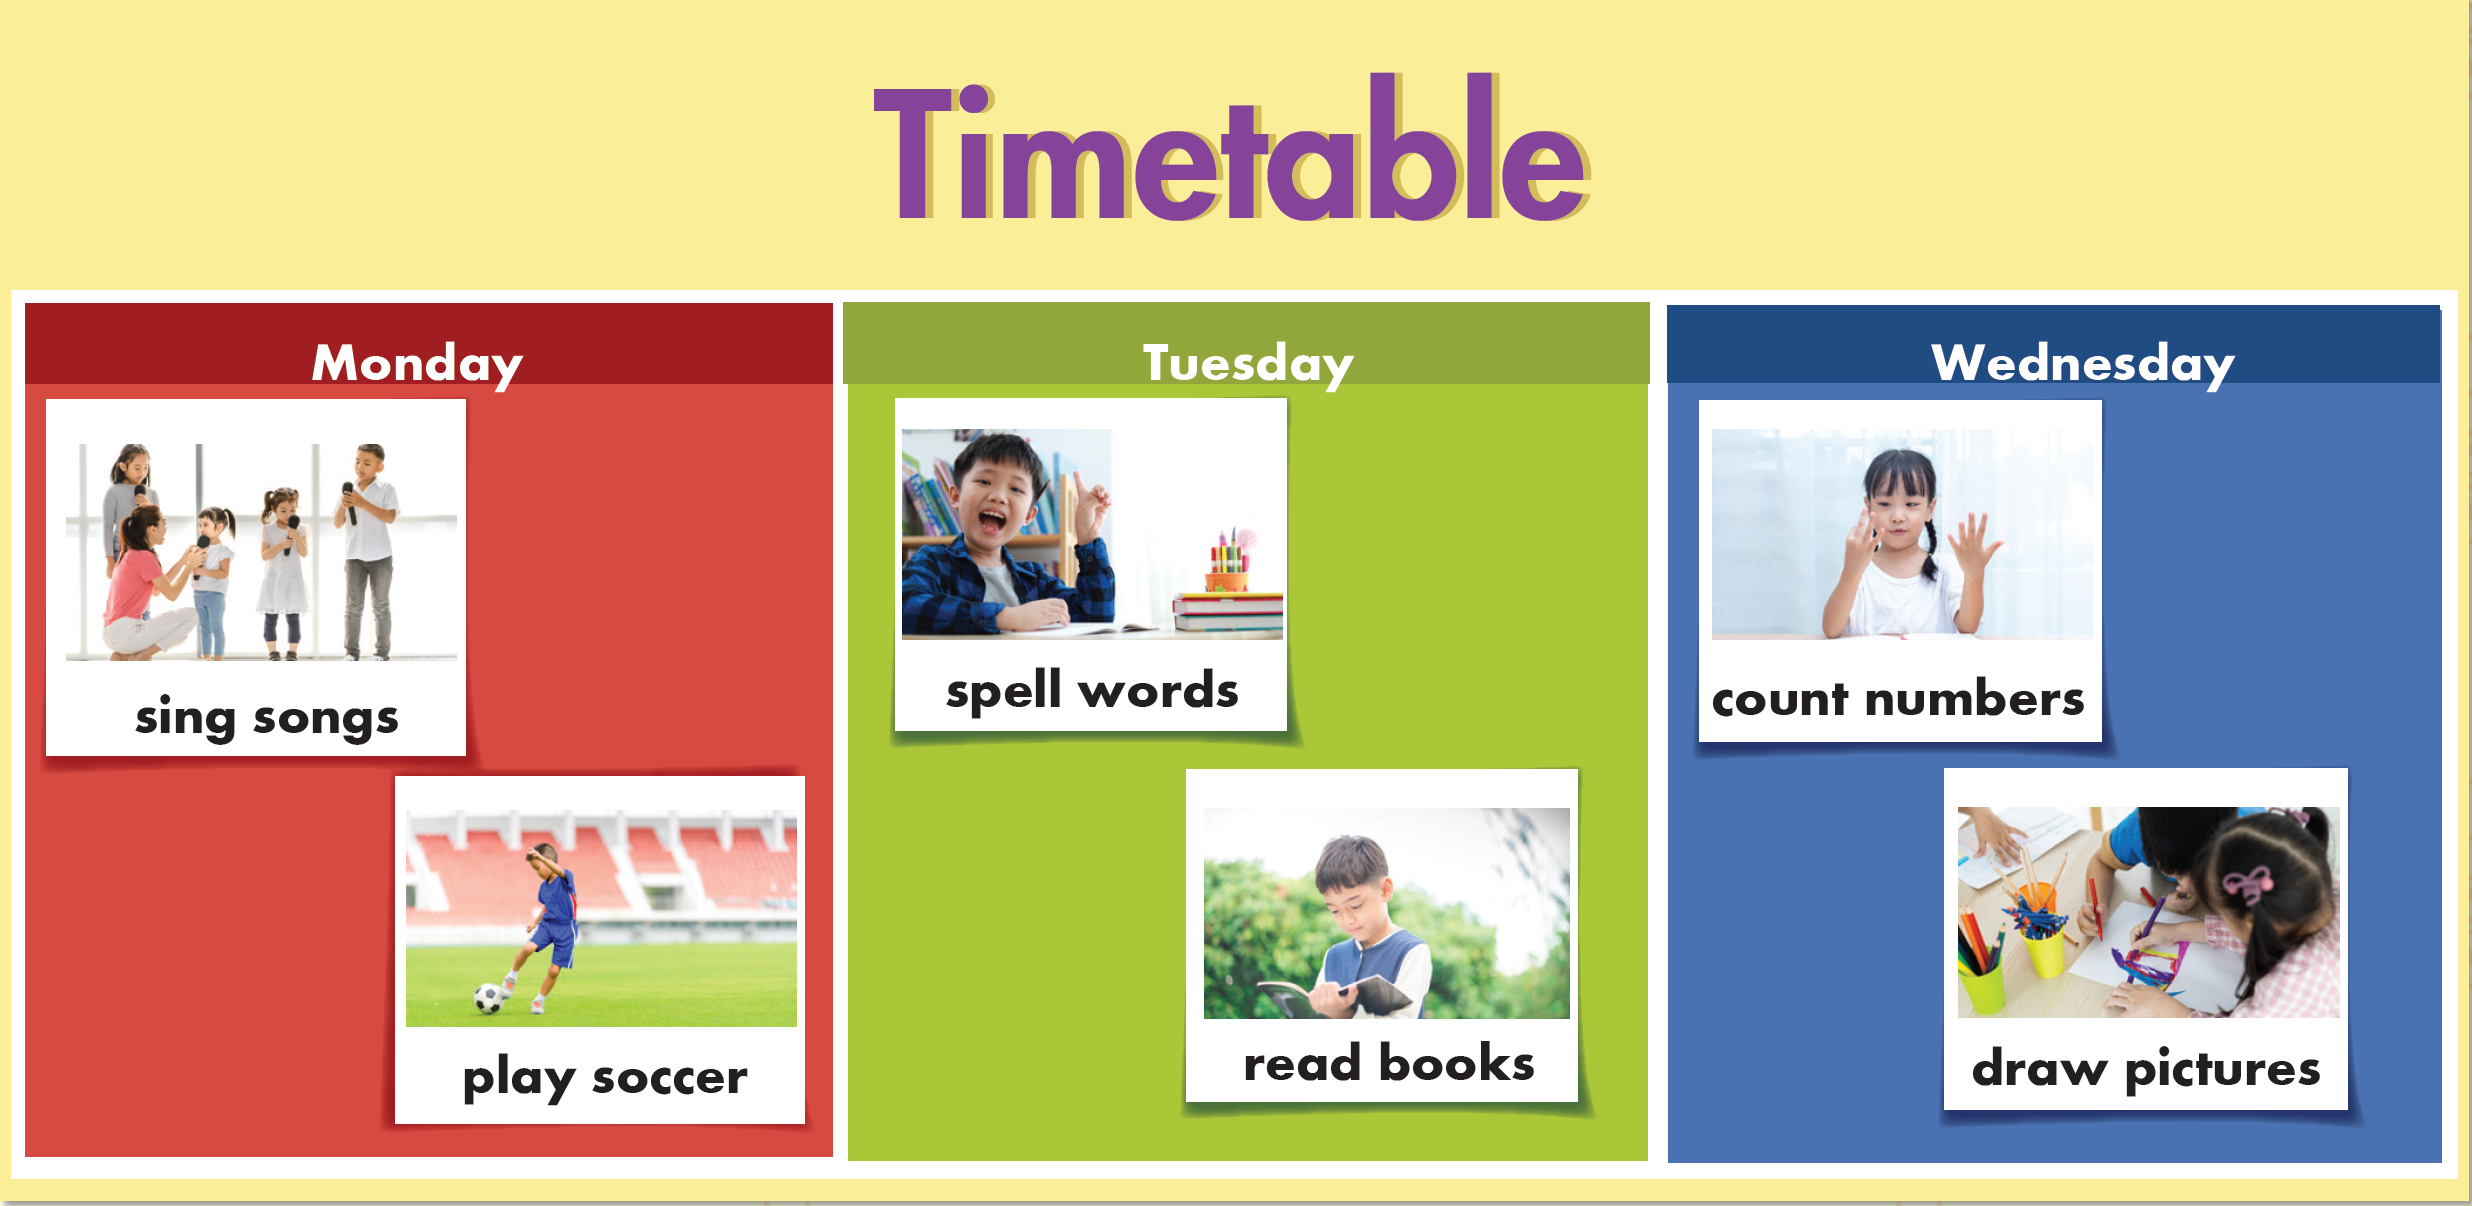 Timetable
Monday
sing songs
play soccer
Tuesday
spell words
read books
Wednesday
count numbers
draw pictures